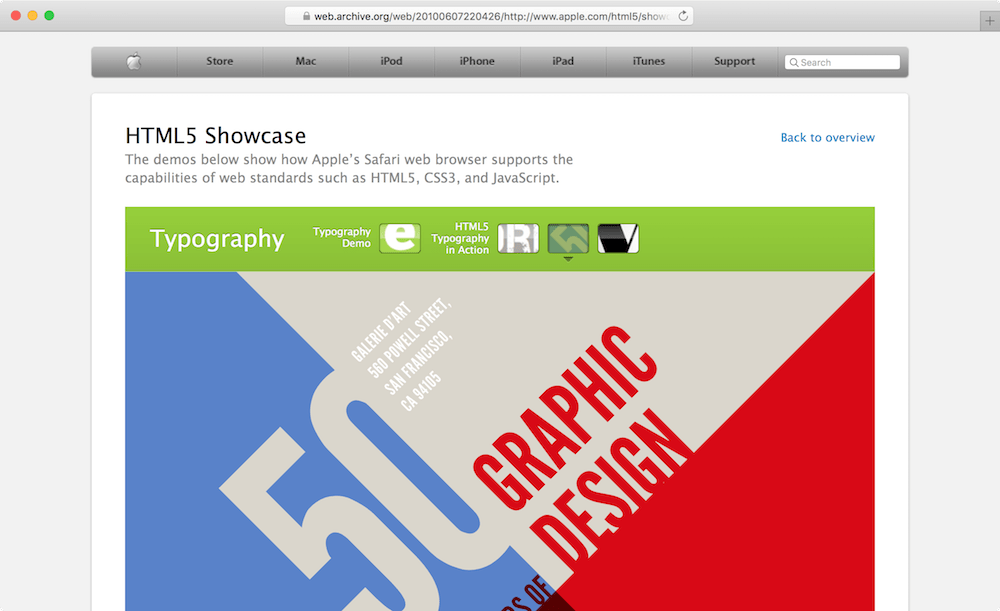 web.archive.org/web/20100607220426/http://www.apple.com/html5/show
Store
Mac
iPod
iPhone
iPad
iTunes
Support
Search
HTML5 Showcase
Back to overview
The demos below show how Apple’s Safari web browser supports the
capabilities of web standards such as HTML5, CSS3, and JavaScript.
Typography
Typography
Demo
e
HTML5
Typography
in Action
R
GALERIE D'ART
560 POWELL STREET,
SAN FRANCISCO,
CA 94105
50
GRAPHIC
DESIGN
OF